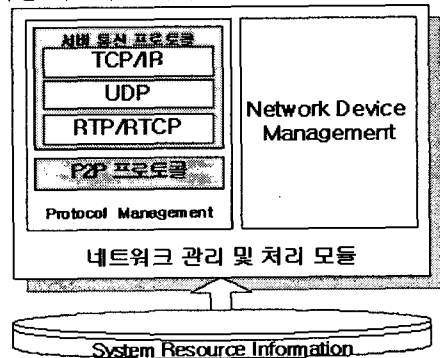 서버 통신 프로토콜
TCP/IP
UDP
RTP/RTCP
P2P 프로토콜
Protocol Management
Network Device
Management
네트워크 관리 및 처리 모듈
System Resource Information